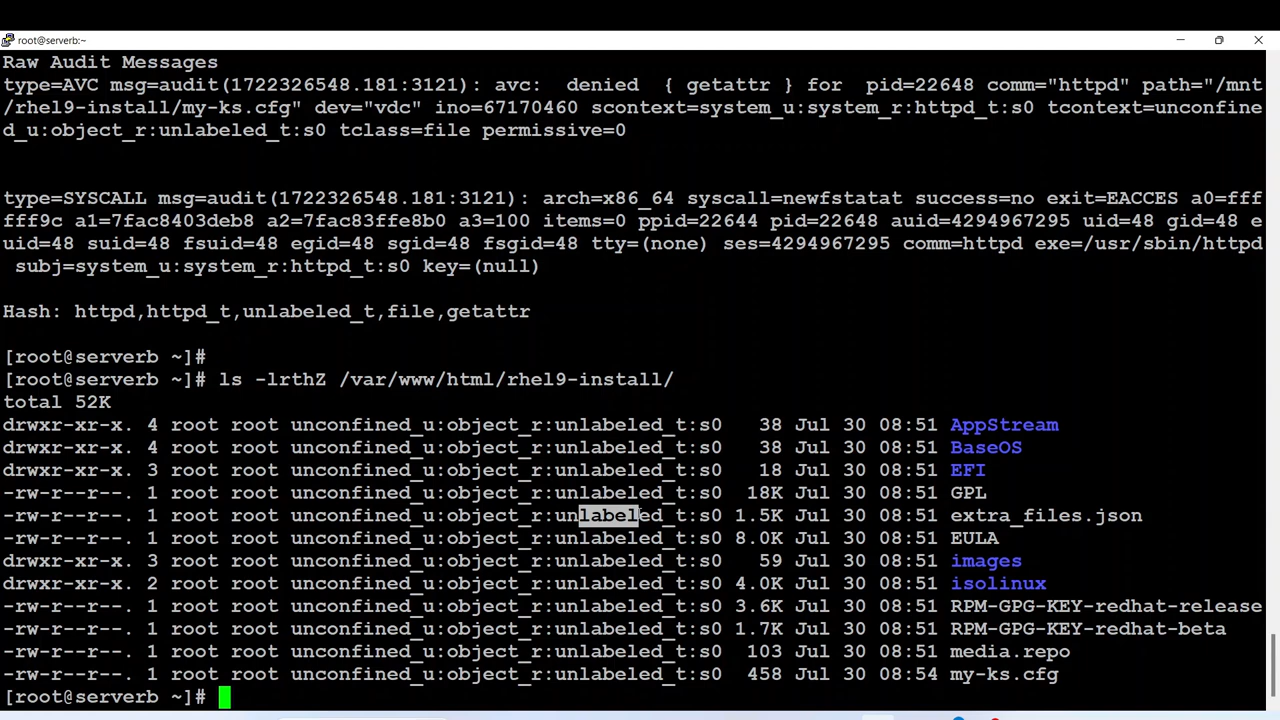 root@serverb:~
Raw Audit Messages
type=AVC msg=audit(1722326548.181:3121): avc:  denied  { getattr } for  pid=22648 comm="httpd" path="/mnt
/rhel9-install/my-ks.cfg" dev="vdc" ino=67170460 scontext=system_u:system_r:httpd_t:s0 tcontext=unconfine
d_u:object_r:unlabeled_t:s0 tclass=file permissive=0
type=SYSCALL msg=audit(1722326548.181:3121): arch=x86_64 syscall=newfstatat success=no exit=EACCES a0=fff
fff9c a1=7fac8403deb8 a2=7fac83ffe8b0 a3=100 items=0 ppid=22644 pid=22648 auid=4294967295 uid=48 gid=48 e
uid=48 suid=48 fsuid=48 egid=48 sgid=48 fsgid=48 tty=(none) ses=4294967295 comm=httpd exe=/usr/sbin/httpd
 subj=system_u:system_r:httpd_t:s0 key=(null)
Hash: httpd,httpd_t,unlabeled_t,file,getattr
[root@serverb ~]#
[root@serverb ~]# ls -lrthZ /var/www/html/rhel9-install/
total 52K
drwxr-xr-x. 4 root root unconfined_u:object_r:unlabeled_t:s0   38 Jul 30 08:51 AppStream
drwxr-xr-x. 4 root root unconfined_u:object_r:unlabeled_t:s0   38 Jul 30 08:51 BaseOS
drwxr-xr-x. 3 root root unconfined_u:object_r:unlabeled_t:s0   18 Jul 30 08:51 EFI
-rw-r--r--. 1 root root unconfined_u:object_r:unlabeled_t:s0  18K Jul 30 08:51 GPL
-rw-r--r--. 1 root root unconfined_u:object_r:unlabeled_t:s0 1.5K Jul 30 08:51 extra_files.json
-rw-r--r--. 1 root root unconfined_u:object_r:unlabeled_t:s0 8.0K Jul 30 08:51 EULA
drwxr-xr-x. 3 root root unconfined_u:object_r:unlabeled_t:s0   59 Jul 30 08:51 images
drwxr-xr-x. 2 root root unconfined_u:object_r:unlabeled_t:s0 4.0K Jul 30 08:51 isolinux
-rw-r--r--. 1 root root unconfined_u:object_r:unlabeled_t:s0 3.6K Jul 30 08:51 RPM-GPG-KEY-redhat-release
-rw-r--r--. 1 root root unconfined_u:object_r:unlabeled_t:s0 1.7K Jul 30 08:51 RPM-GPG-KEY-redhat-beta
-rw-r--r--. 1 root root unconfined_u:object_r:unlabeled_t:s0  103 Jul 30 08:51 media.repo
-rw-r--r--. 1 root root unconfined_u:object_r:unlabeled_t:s0  458 Jul 30 08:54 my-ks.cfg
[root@serverb ~]#